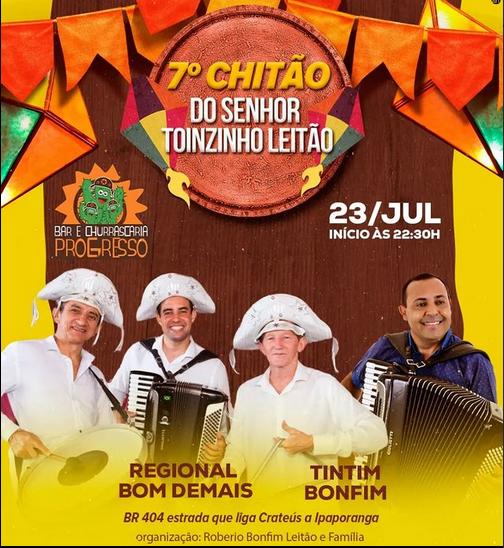 7º CHITÃO
DO SENHOR
TOINZINHO LEITÃO
BAR E CHURRASCARIA
PROGRESSO
23/JUL
INÍCIO ÀS 22:30H
REGIONAL
BOM DEMAIS
TINTIM
BONFIM
BR 404 estrada que liga Crateús a Ipaporanga
organização: Roberio Bonfim Leitão e Família